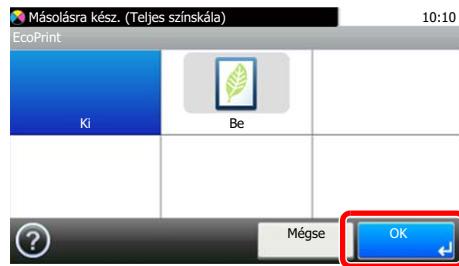 Másolásra kész. (Teljes színskála) 10:10
EcoPrint
Ki Be
? Mégse OK